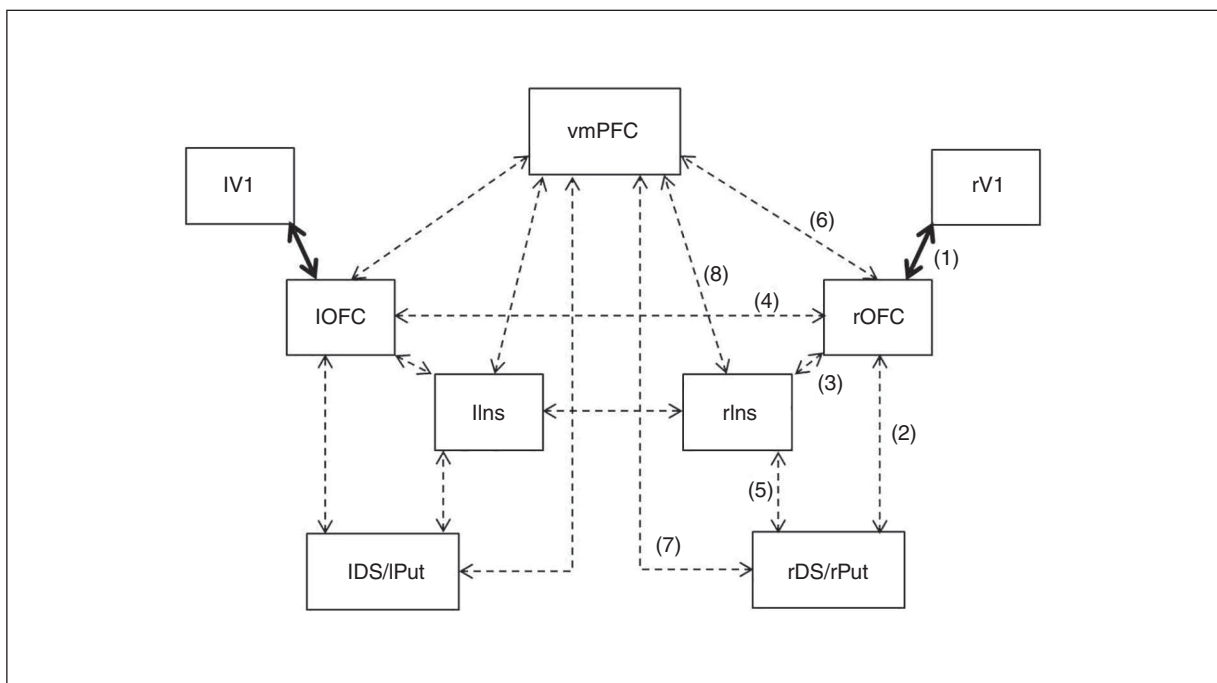 vmPFC
lV1
rV1
(6)
(1)
(8)
lOFC
(4)
rOFC
(3)
lIns
rIns
(2)
(5)
(7)
lDS/lPut
rDS/rPut